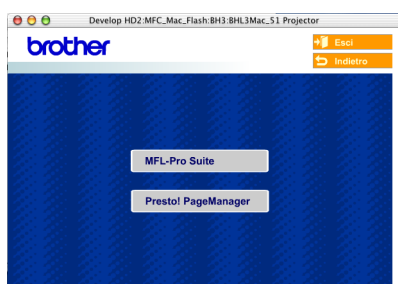 Develop HD2:MFC_Mac_Flash:BH3:BHL3Mac_51 Projector
brother
Esci
Indietro
MFL-Pro Suite
Presto! PageManager